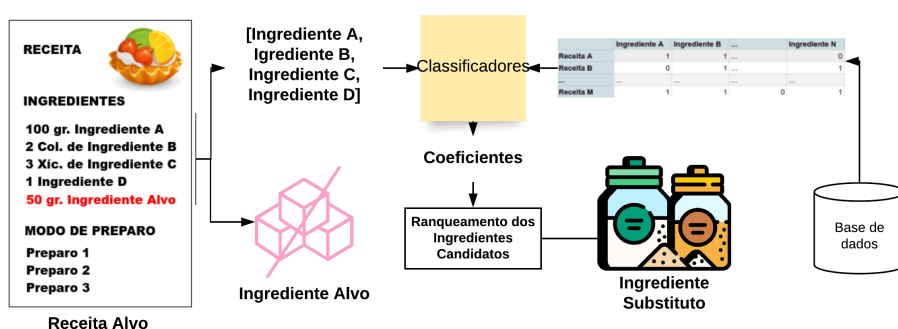 RECEITA
INGREDIENTES
100 gr. Ingrediente A
2 Col. de Ingrediente B
3 Xíc. de Ingrediente C
1 Ingrediente D
50 gr. Ingrediente Alvo
MODO DE PREPARO
Preparo 1
Preparo 2
Preparo 3
Receita Alvo
[Ingrediente A,
Igrediente B,
Ingrediente C,
Ingrediente D]
Ingrediente Alvo
Classificadores
Coeficientes
Ranqueamento dos
Ingredientes
Candidatos
Ingrediente
Substituto
Ingrediente A Ingrediente B ... Ingrediente N
Receita A 1 1 ... 0
Receita B 0 1 1
... ... ... ... ...
Receita M 1 1 0 1
Base de
dados